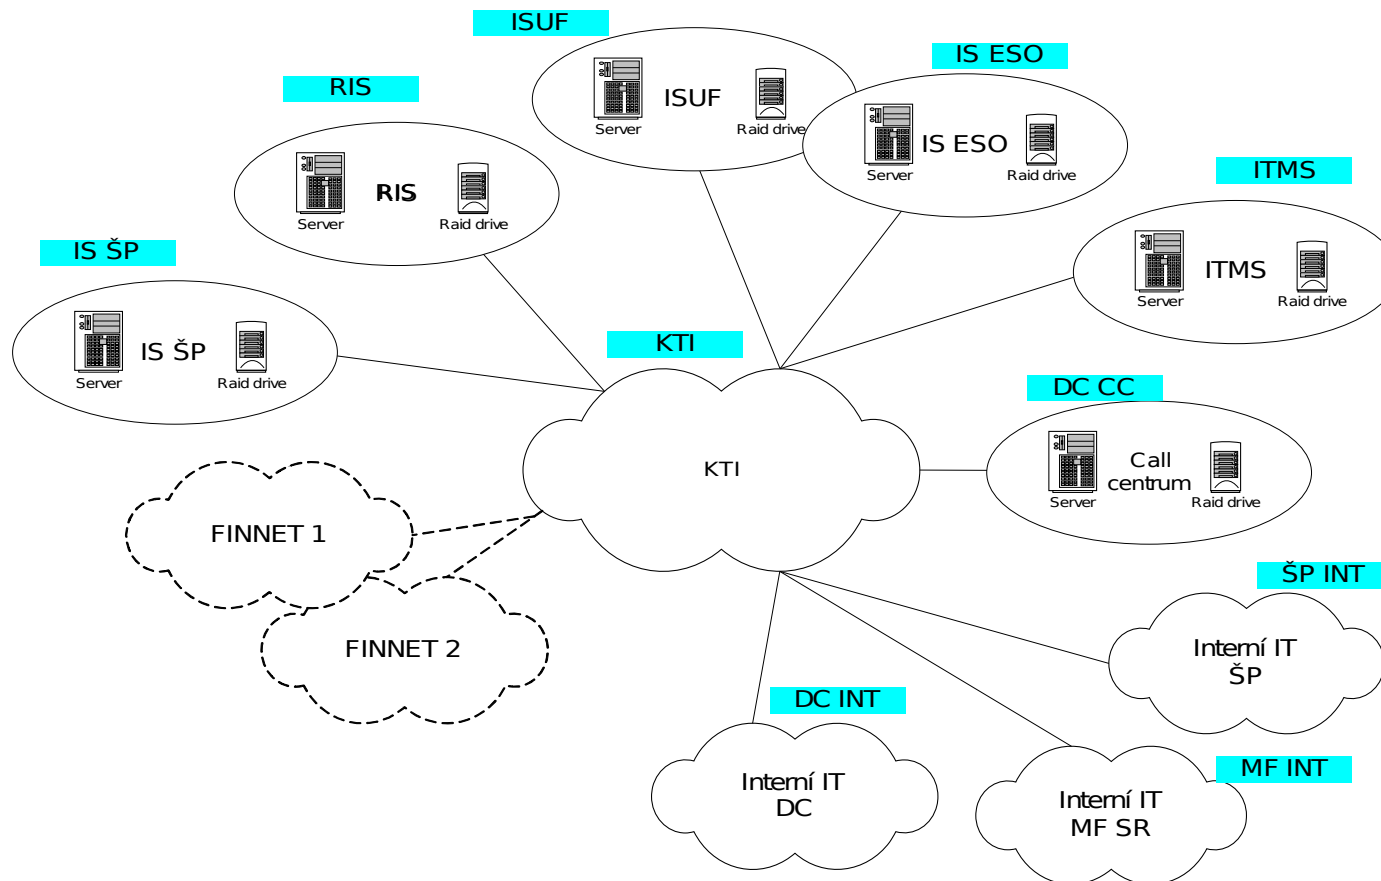 ISUF
ISUF
Server
Raid drive
IS ESO
IS ESO
Server
Raid drive
RIS
RIS
Server
Raid drive
ITMS
ITMS
Server
Raid drive
IS ŠP
IS ŠP
Server
Raid drive
KTI
KTI
DC CC
Call
centrum
Server
Raid drive
FINNET 1
FINNET 2
ŠP INT
Interní IT
ŠP
DC INT
Interní IT
DC
MF INT
Interní IT
MF SR